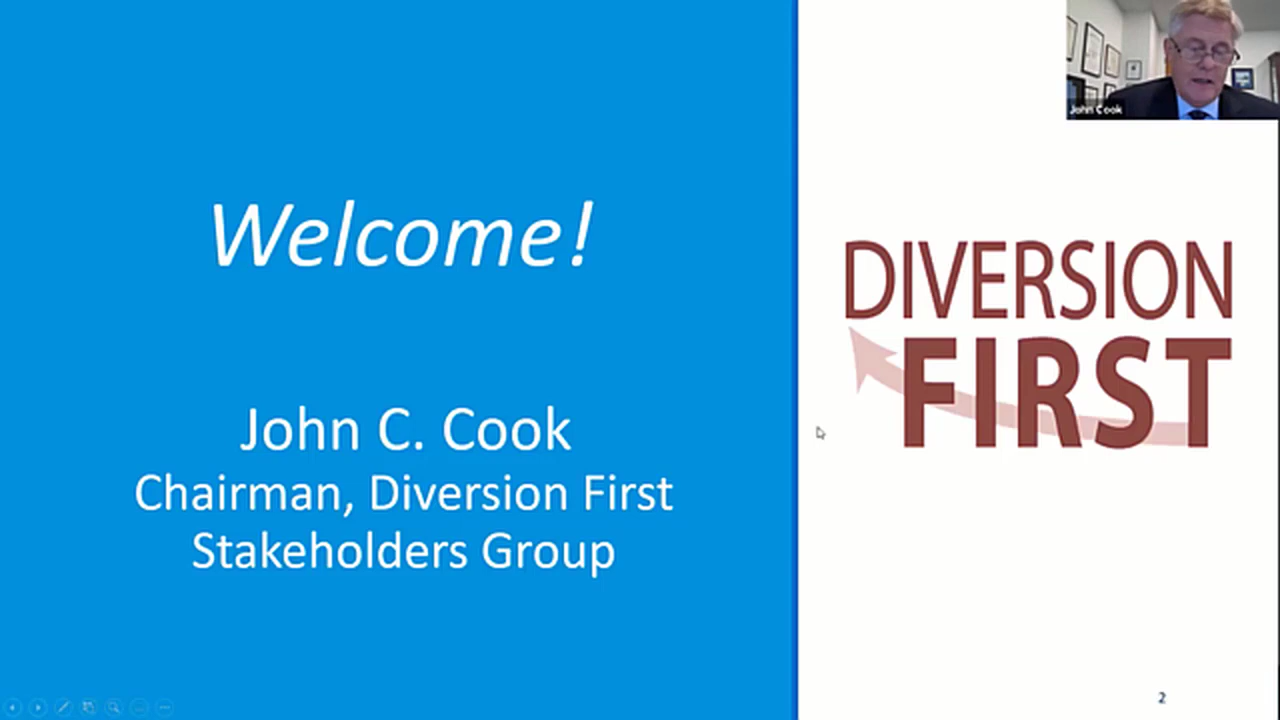 Welcome!
John C. Cook
Chairman, Diversion First
Stakeholders Group
John Cook
DIVERSION
FIRST
2